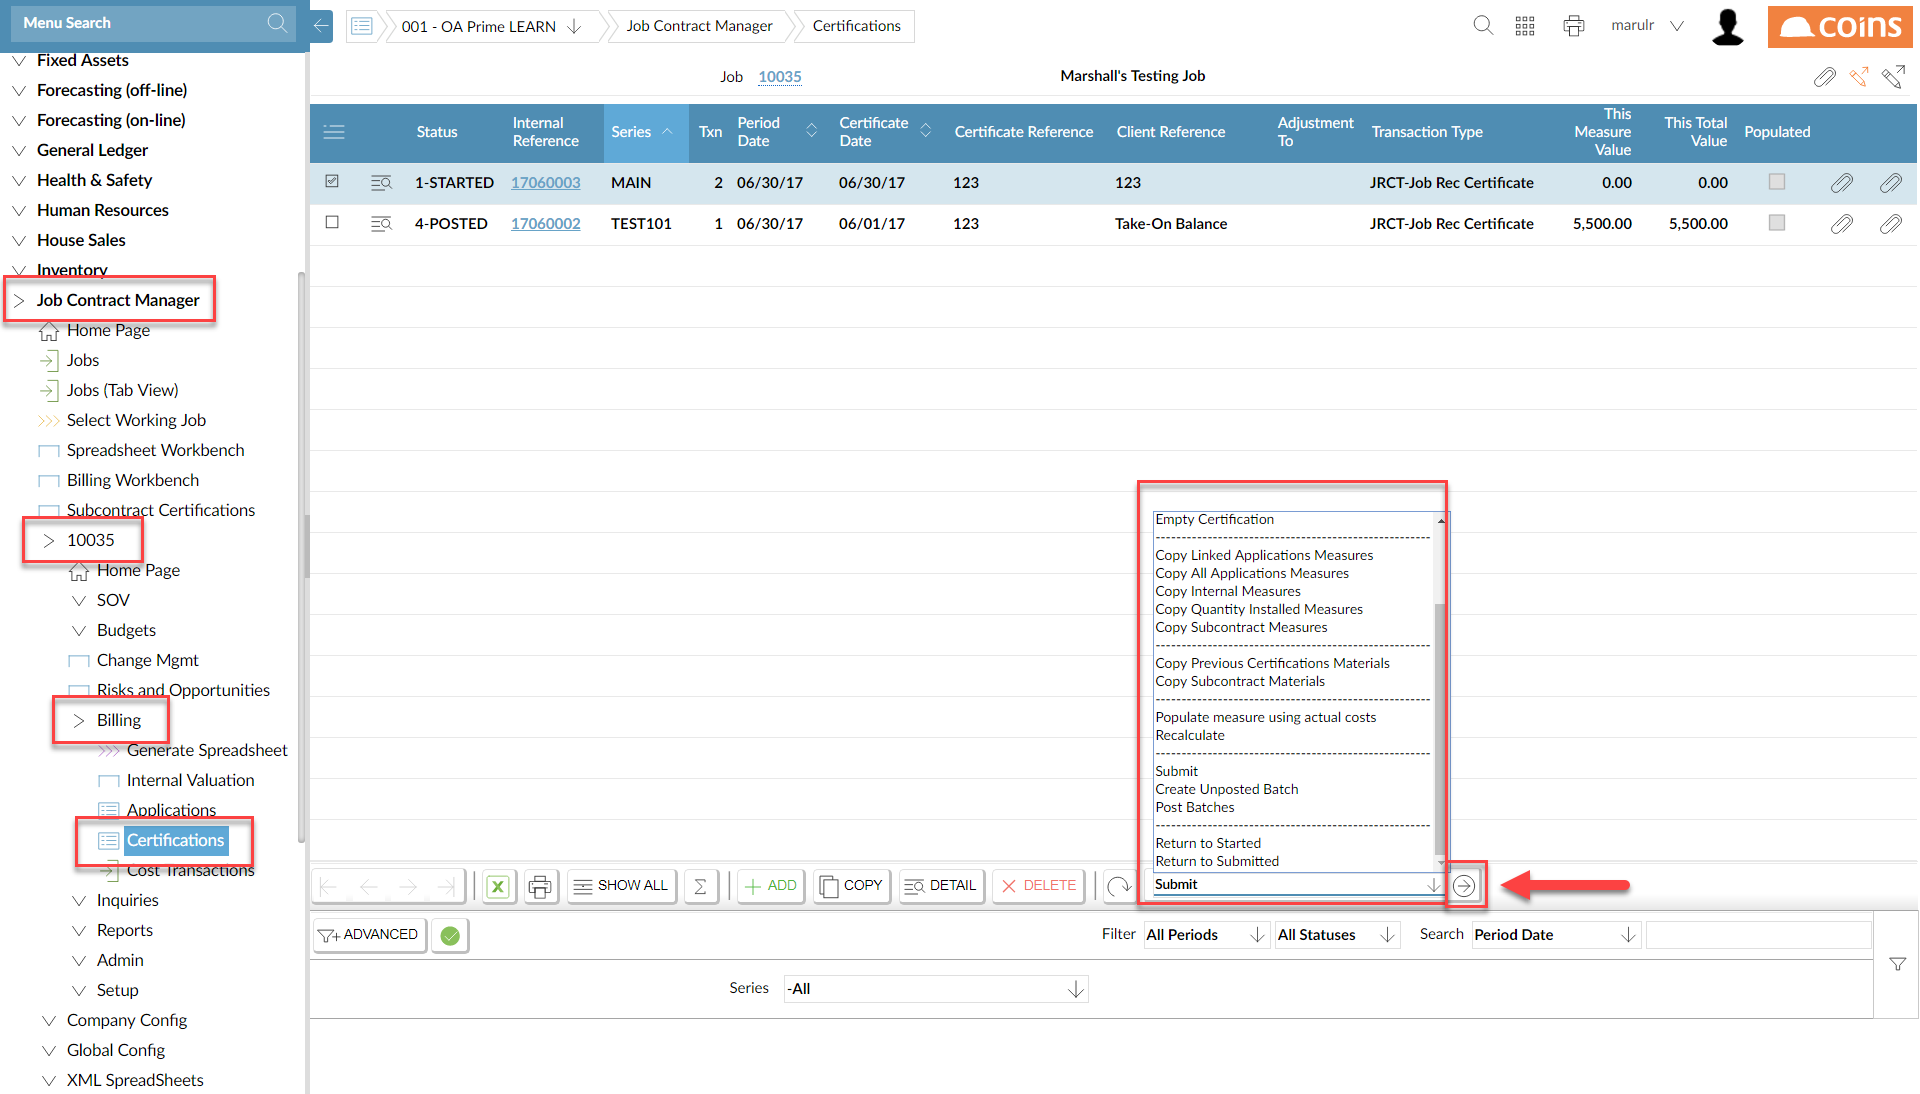 Menu Search
001 - OA Prime LEARN
Job Contract Manager
Certifications
marulr
coins
Fixed Assets
Forecasting (off-line)
Forecasting (on-line)
General Ledger
Health & Safety
Human Resources
House Sales
Inventory
Job Contract Manager
Home Page
Jobs
Jobs (Tab View)
Select Working Job
Spreadsheet Workbench
Billing Workbench
Subcontract Certifications
10035
Home Page
SOV
Budgets
Change Mgmt
Risks and Opportunities
Billing
Generate Spreadsheet
Internal Valuation
Applications
Certifications
Cost Transactions
Inquiries
Reports
Admin
Setup
Company Config
Global Config
XML SpreadSheets
Job 10035 Marshall's Testing Job
Status
Internal Reference
Series
Txn
Period Date
Certificate Date
Certificate Reference
Client Reference
Adjustment To
Transaction Type
This Measure Value
This Total Value
Populated
1-STARTED 17060003 MAIN 2 06/30/17 06/30/17 123 123 JRCT-Job Rec Certificate 0.00 0.00
4-POSTED 17060002 TEST101 1 06/30/17 06/01/17 123 Take-On Balance JRCT-Job Rec Certificate 5,500.00 5,500.00
Empty Certification
Copy Linked Applications Measures
Copy All Applications Measures
Copy Internal Measures
Copy Quantity Installed Measures
Copy Subcontract Measures
Copy Previous Certifications Materials
Copy Subcontract Materials
Populate measure using actual costs
Recalculate
Submit
Create Unposted Batch
Post Batches
Return to Started
Return to Submitted
SHOW ALL Σ ADD COPY DETAIL DELETE Submit
ADVANCED Filter All Periods All Statuses Search Period Date
Series -All